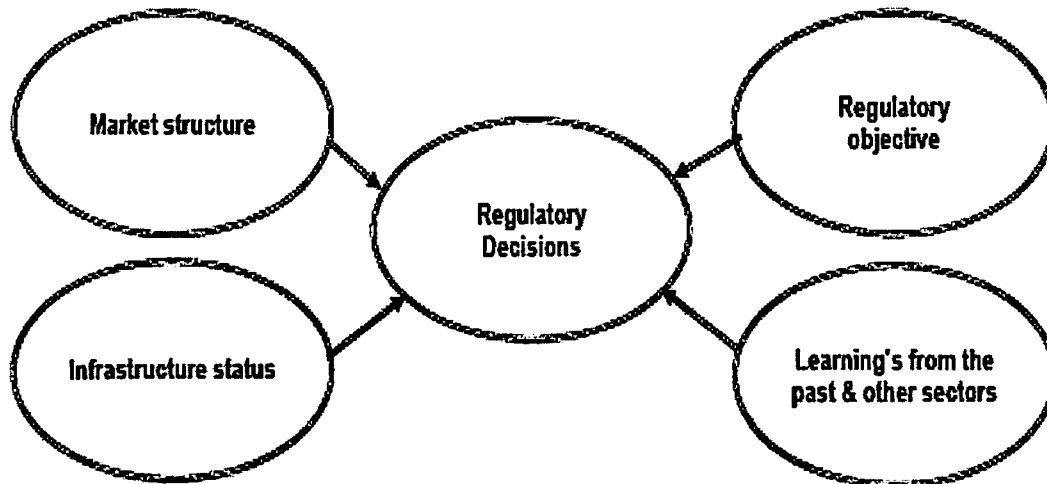 Market structure
Regulatory
objective
Regulatory
Decisions
Infrastructure status
Learning's from the
past & other sectors